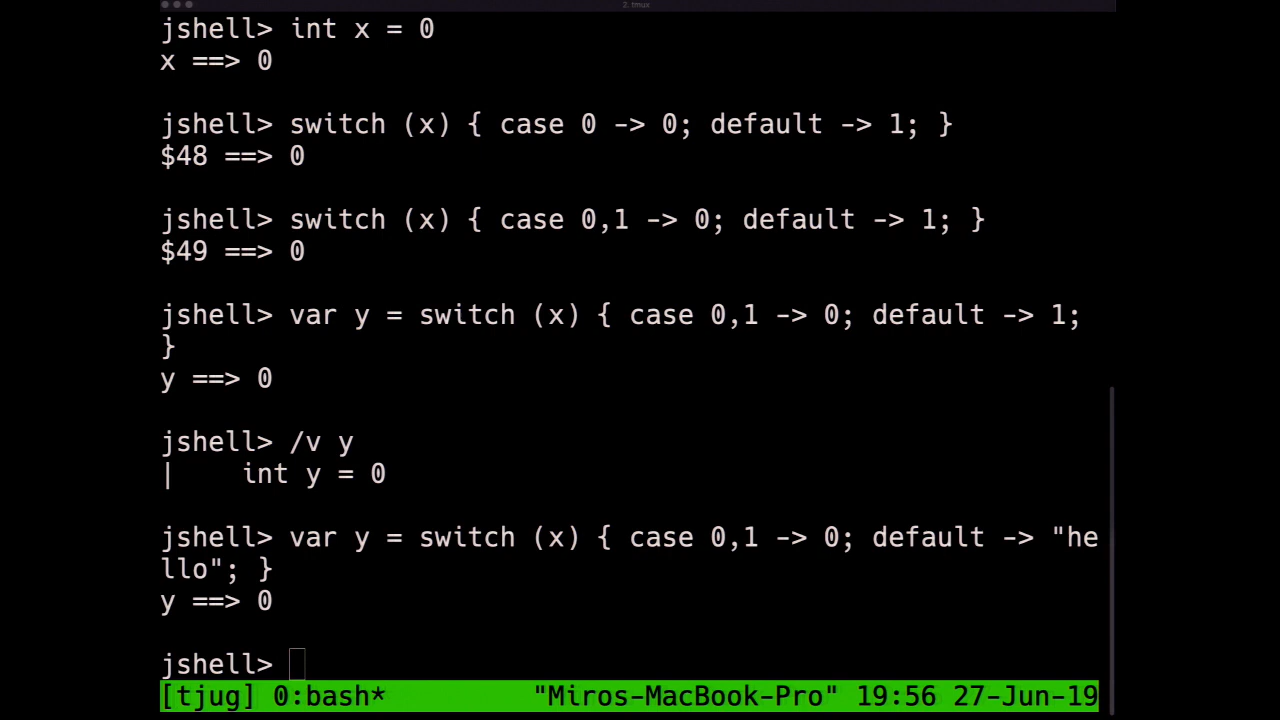 2. tmux
jshell> int x = 0
x ==> 0
jshell> switch (x) { case 0 -> 0; default -> 1; }
$48 ==> 0
jshell> switch (x) { case 0,1 -> 0; default -> 1; }
$49 ==> 0
jshell> var y = switch (x) { case 0,1 -> 0; default -> 1;
}
y ==> 0
jshell> /v y
|    int y = 0
jshell> var y = switch (x) { case 0,1 -> 0; default -> "he
llo"; }
y ==> 0
jshell>
[tjug] 0:bash* "Miros-MacBook-Pro" 19:56 27-Jun-19